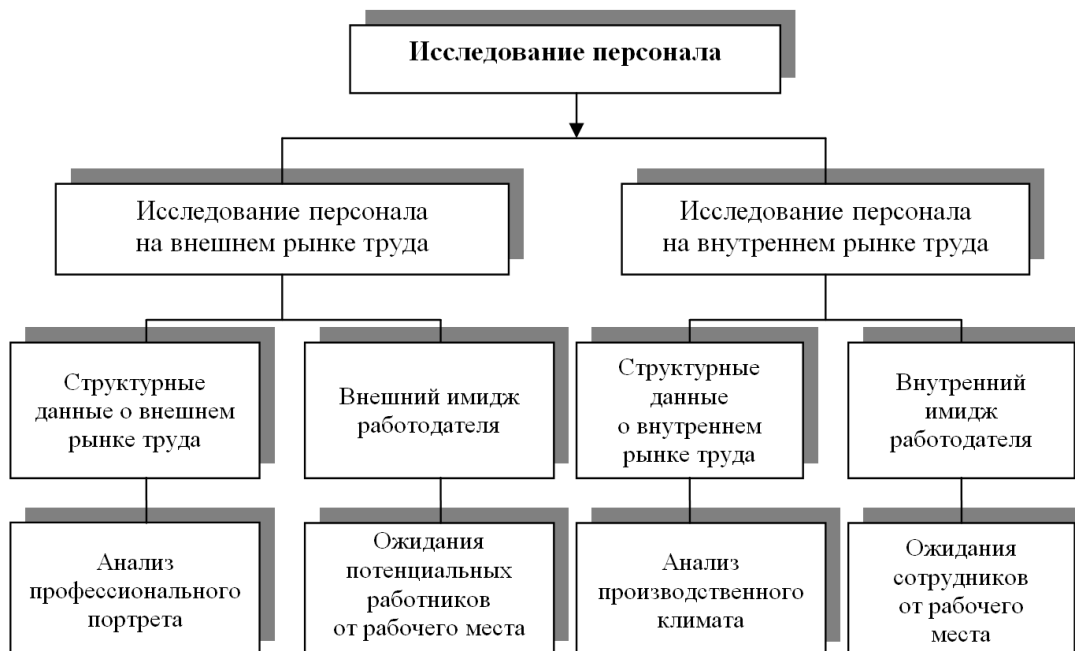 Исследование персонала
Исследование персонала
на внешнем рынке труда
Исследование персонала
на внутреннем рынке труда
Структурные
данные о внешнем
рынке труда
Внешний имидж
работодателя
Структурные
данные
о внутреннем
рынке труда
Внутренний
имидж
работодателя
Анализ
профессионального
портрета
Ожидания
потенциальных
работников
от рабочего места
Анализ
производственного
климата
Ожидания
сотрудников
от рабочего
места